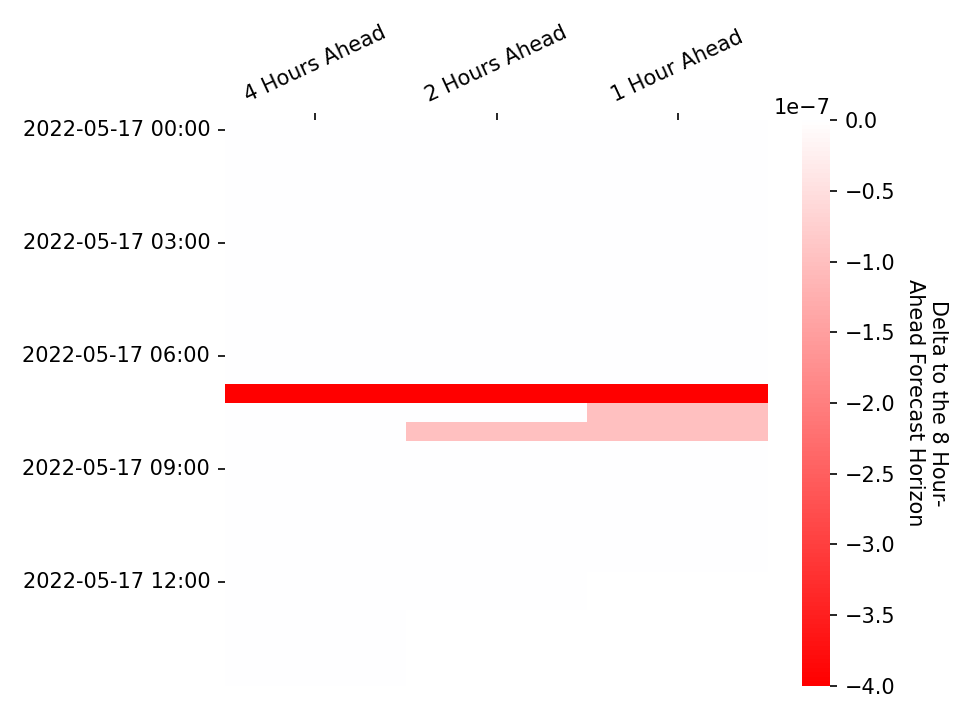 4 Hours Ahead
2 Hours Ahead
1 Hour Ahead
1e−7
2022-05-17 00:00
2022-05-17 03:00
2022-05-17 06:00
2022-05-17 09:00
2022-05-17 12:00
0.0
−0.5
−1.0
−1.5
−2.0
−2.5
−3.0
−3.5
−4.0
Delta to the 8 Hour-
Ahead Forecast Horizon